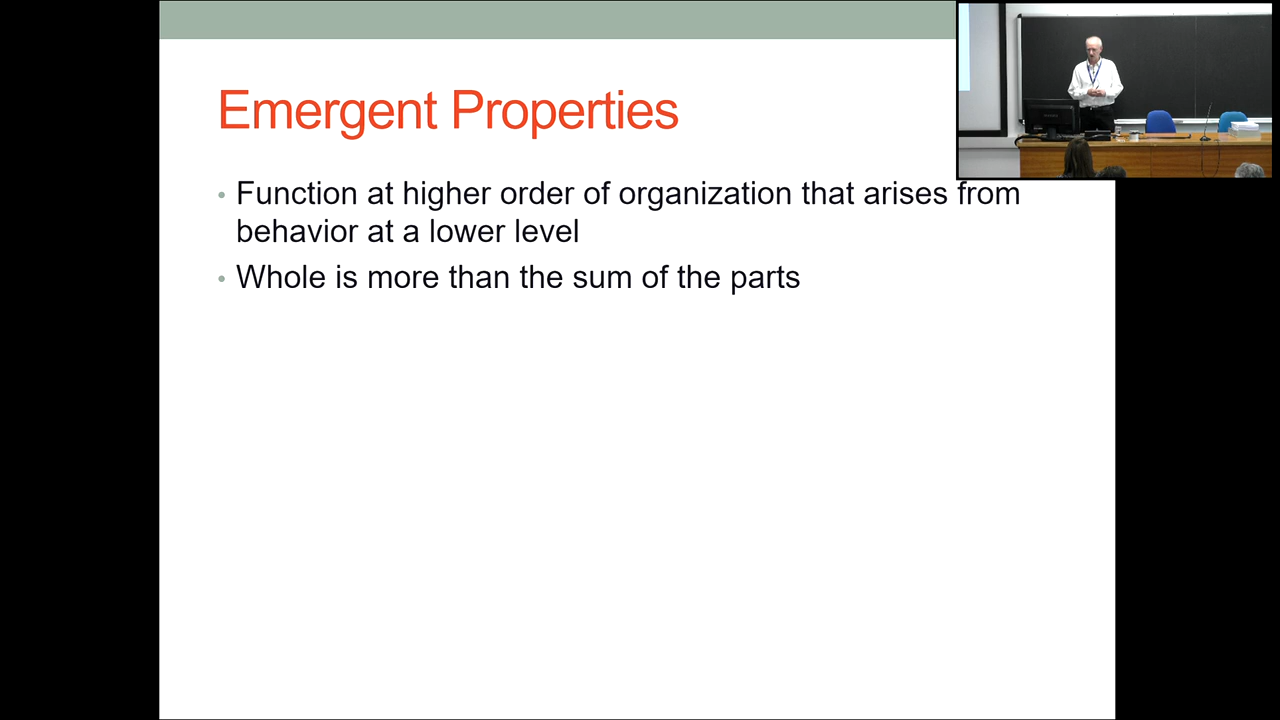 Emergent Properties
• Function at higher order of organization that arises from
behavior at a lower level
• Whole is more than the sum of the parts